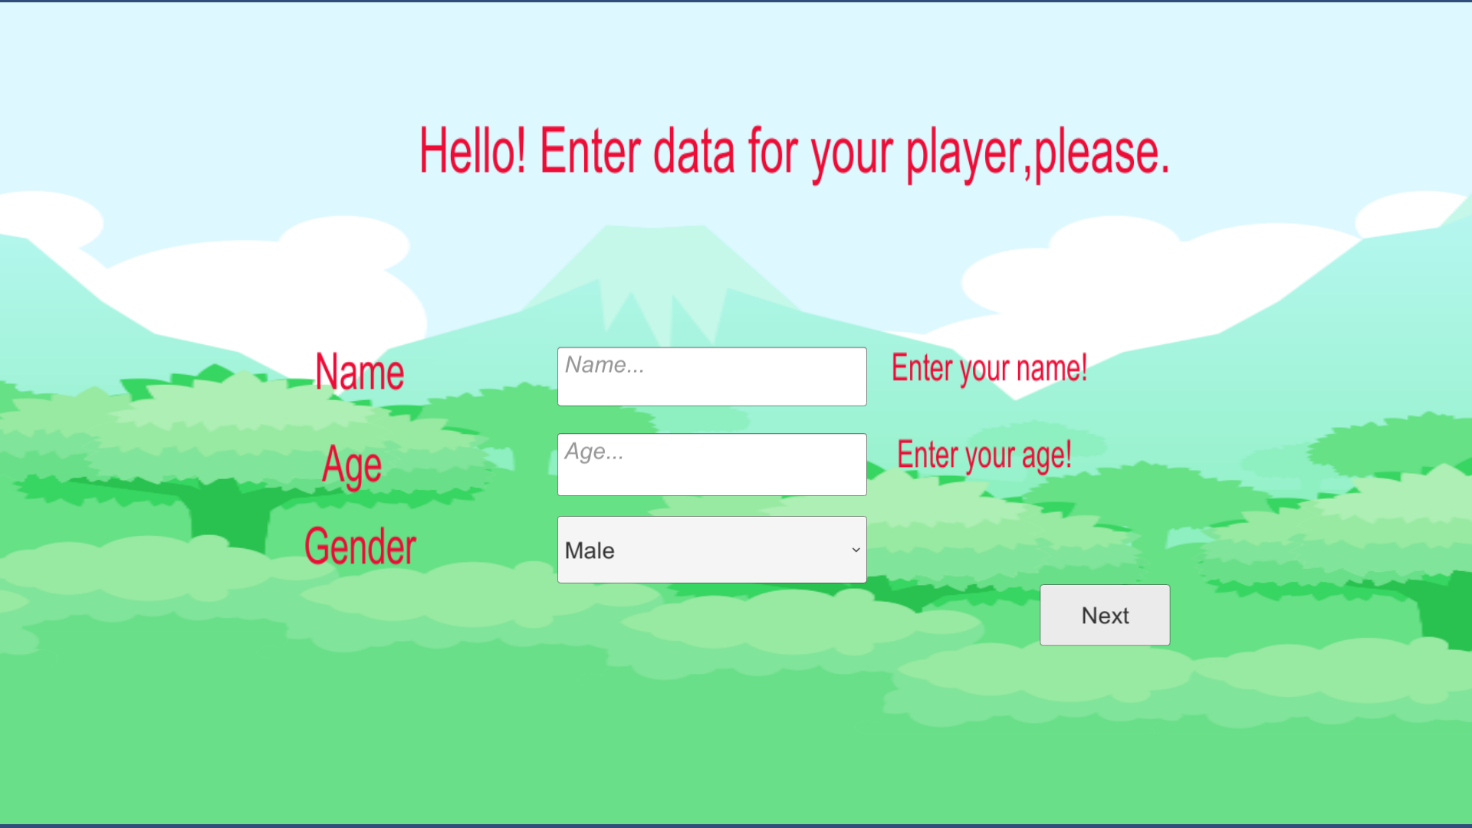 Hello! Enter data for your player,please.
Name
Name...
Enter your name!
Age
Age...
Enter your age!
Gender
Male
Next